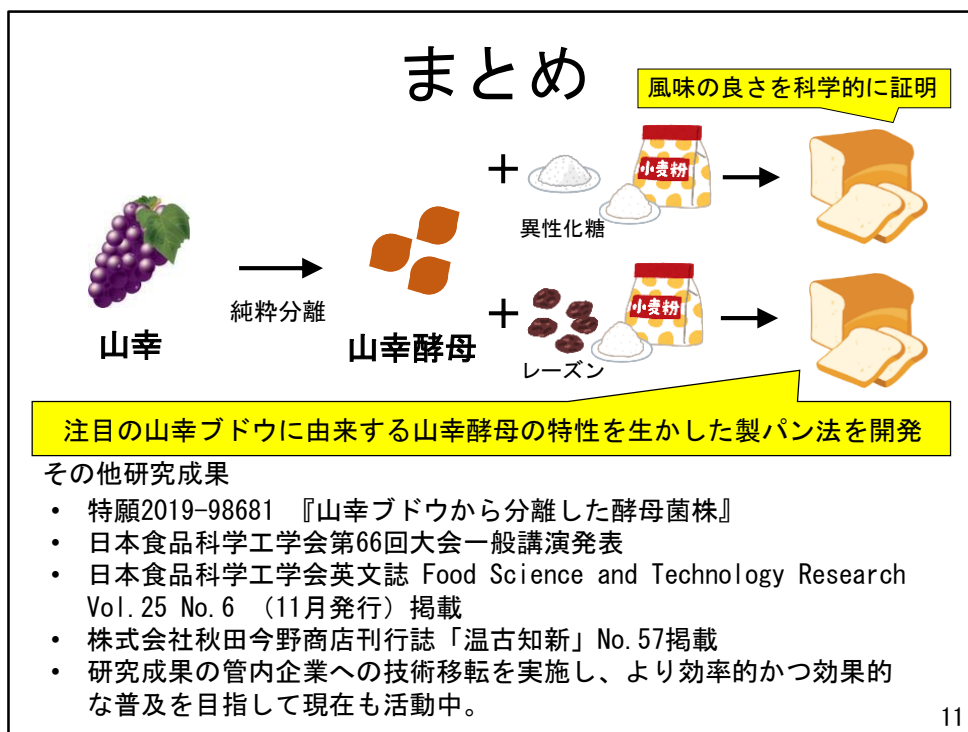 まとめ
風味の良さを科学的に証明
＋
小麦粉
異性化糖
純粋分離
山幸
山幸酵母
＋
小麦粉
レーズン
注目の山幸ブドウに由来する山幸酵母の特性を生かした製パン法を開発
その他研究成果
• 特願2019-98681 『山幸ブドウから分離した酵母菌株』
• 日本食品科学工学会第66回大会一般講演発表
• 日本食品科学工学会英文誌 Food Science and Technology Research
Vol.25 No.6 （11月発行）掲載
• 株式会社秋田今野商店刊行誌「温古知新」No.57掲載
• 研究成果の管内企業への技術移転を実施し、より効率的かつ効果的
な普及を目指して現在も活動中。
11